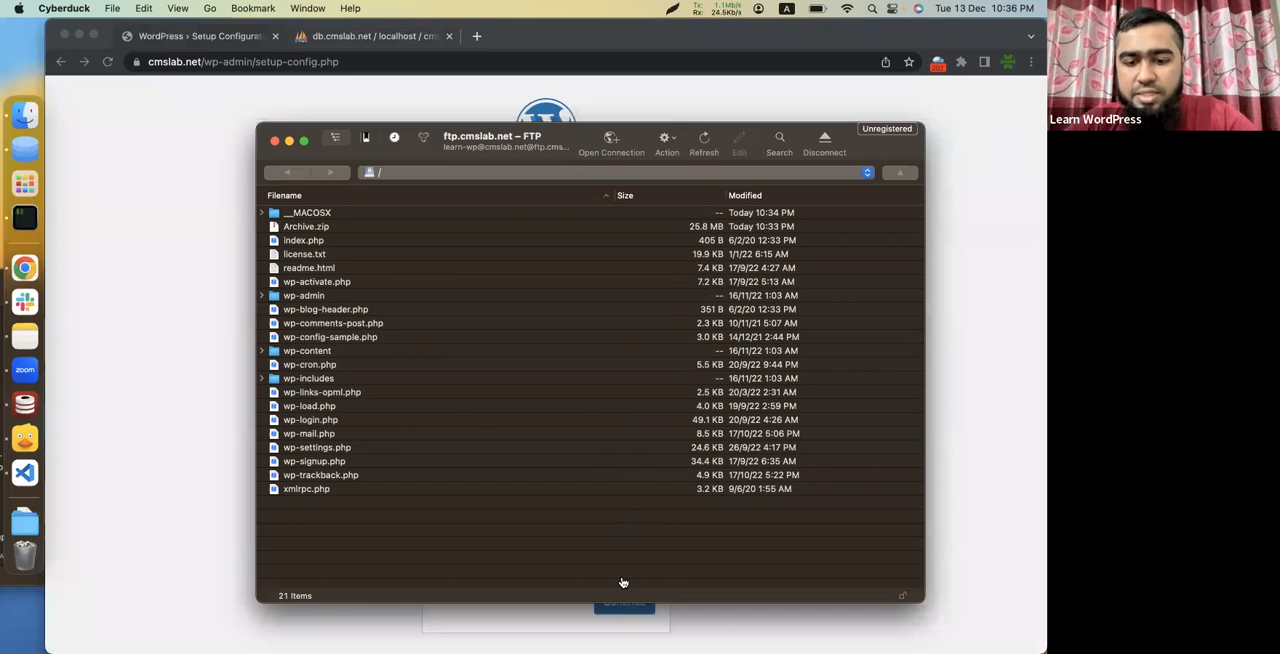 Cyberduck File Edit View Go Bookmark Window Help
Tx: 1.1Mb/s
Rx: 24.5Kb/s
A
Tue 13 Dec 10:36 PM
WordPress › Setup Configurat
db.cmslab.net / localhost / cms
cmslab.net/wp-admin/setup-config.php
Learn WordPress
ftp.cmslab.net – FTP
learn-wp@cmslab.net@ftp.cms...
Unregistered
Open Connection Action Refresh Edit Search Disconnect
/
Filename Size Modified
__MACOSX -- Today 10:34 PM
Archive.zip 25.8 MB Today 10:33 PM
index.php 405 B 6/2/20 12:33 PM
license.txt 19.9 KB 1/1/22 6:15 AM
readme.html 7.4 KB 17/9/22 4:27 AM
wp-activate.php 7.2 KB 17/9/22 5:13 AM
wp-admin -- 16/11/22 1:03 AM
wp-blog-header.php 351 B 6/2/20 12:33 PM
wp-comments-post.php 2.3 KB 10/11/21 5:07 AM
wp-config-sample.php 3.0 KB 14/12/21 2:44 PM
wp-content -- 16/11/22 1:03 AM
wp-cron.php 5.5 KB 20/9/22 9:44 PM
wp-includes -- 16/11/22 1:03 AM
wp-links-opml.php 2.5 KB 20/3/22 2:31 AM
wp-load.php 4.0 KB 19/9/22 2:59 PM
wp-login.php 49.1 KB 20/9/22 4:26 AM
wp-mail.php 8.5 KB 17/10/22 5:06 PM
wp-settings.php 24.6 KB 26/9/22 4:17 PM
wp-signup.php 34.4 KB 17/9/22 6:35 AM
wp-trackback.php 4.9 KB 17/10/22 5:22 PM
xmlrpc.php 3.2 KB 9/6/20 1:55 AM
21 Items
zoom